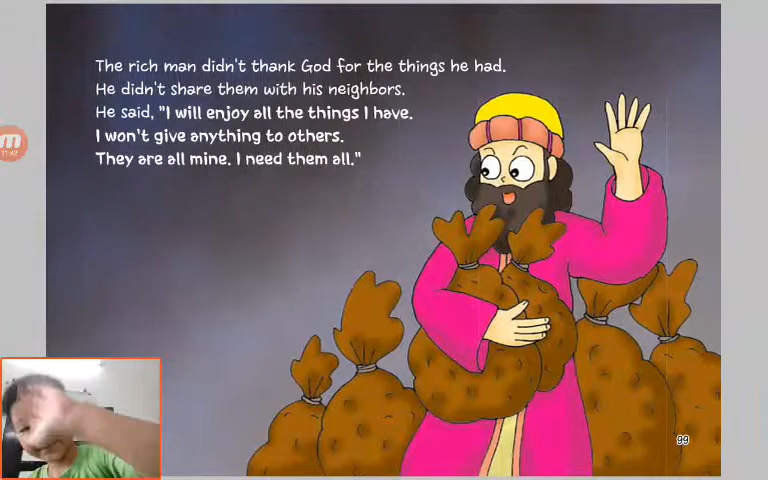 The rich man didn't thank God for the things he had.
He didn't share them with his neighbors.
He said, "I will enjoy all the things I have.
I won't give anything to others.
They are all mine. I need them all."
11:42
99